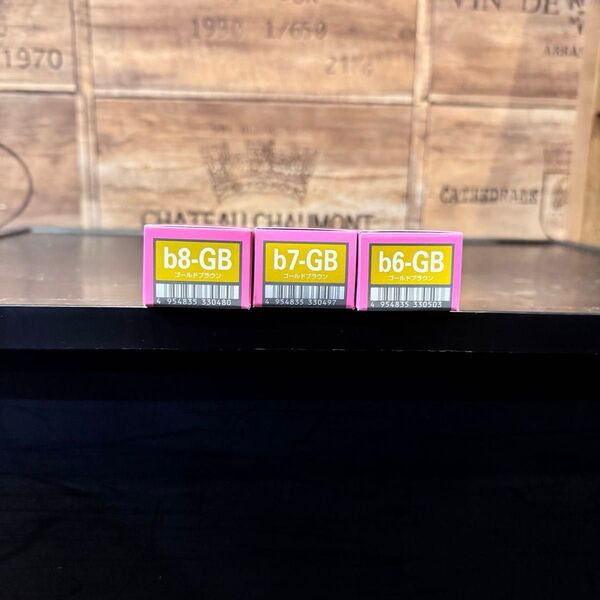 VIN DE
1990 1/650
1970
ARRAS
CHATEAU CHAUMONT
b8-GB
ゴールドブラウン
4 954835 330480
b7-GB
ゴールドブラウン
4 954835 330497
b6-GB
ゴールドブラウン
4 954835 330503